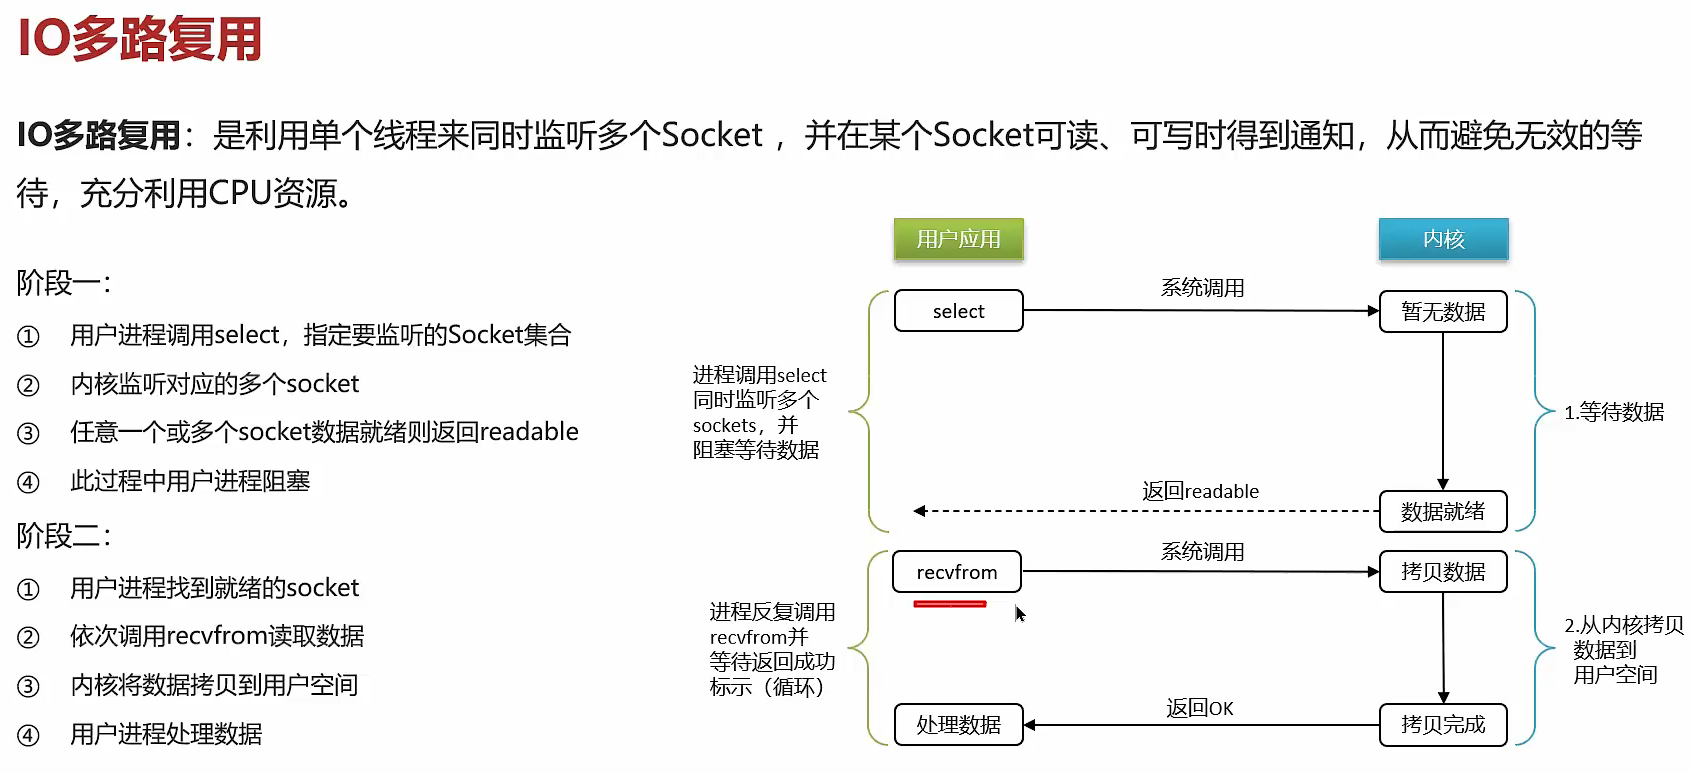 IO多路复用
IO多路复用：是利用单个线程来同时监听多个Socket ，并在某个Socket可读、可写时得到通知，从而避免无效的等
待，充分利用CPU资源。
阶段一：
① 用户进程调用select，指定要监听的Socket集合
② 内核监听对应的多个socket
③ 任意一个或多个socket数据就绪则返回readable
④ 此过程中用户进程阻塞
阶段二：
① 用户进程找到就绪的socket
② 依次调用recvfrom读取数据
③ 内核将数据拷贝到用户空间
④ 用户进程处理数据
用户应用
内核
select
系统调用
暂无数据
进程调用select
同时监听多个
sockets，并
阻塞等待数据
1.等待数据
返回readable
数据就绪
recvfrom
系统调用
拷贝数据
进程反复调用
recvfrom并
等待返回成功
标示（循环）
2.从内核拷贝
数据到
用户空间
处理数据
返回OK
拷贝完成